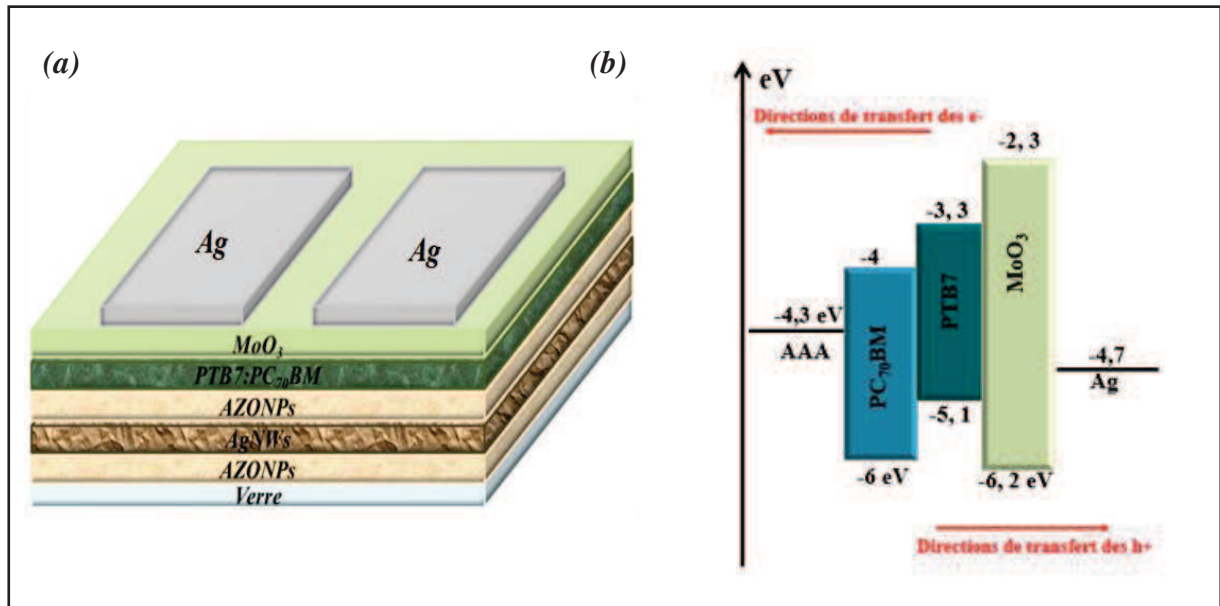 (a)
Ag
Ag
MoO₃
PTB7:PC₇₀BM
AZONPs
AgNWs
AZONPs
Verre
(b)
eV
Directions de transfert des e-
-2, 3
-3, 3
-4
MoO₃
PTB7
PC₇₀BM
-4,3 eV
AAA
-4,7
Ag
-5, 1
-6 eV
-6, 2 eV
Directions de transfert des h+